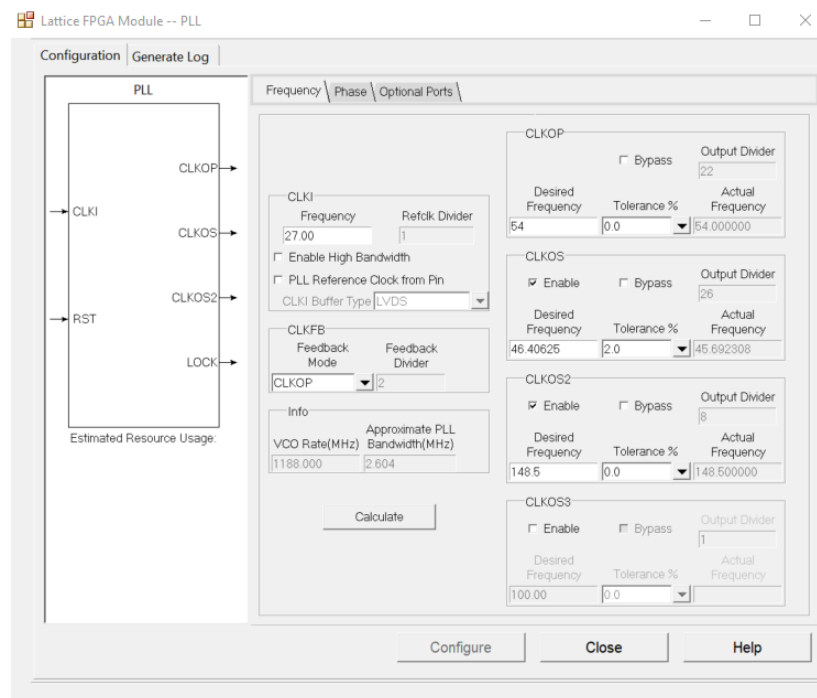 Lattice FPGA Module -- PLL
Configuration
Generate Log
PLL
CLKI
RST
CLKOP
CLKOS
CLKOS2
LOCK
Estimated Resource Usage:
Frequency
Phase
Optional Ports
CLKI
Frequency
Refclk Divider
27.00
1
Enable High Bandwidth
PLL Reference Clock from Pin
CLKI Buffer Type LVDS
CLKFB
Feedback
Mode
Feedback
Divider
CLKOP
2
Info
VCO Rate(MHz)
Approximate PLL
Bandwidth(MHz)
1188.000
2.604
Calculate
CLKOP
Bypass
Output Divider
22
Desired
Frequency
Tolerance %
Actual
Frequency
54
0.0
54.000000
CLKOS
Enable
Bypass
Output Divider
26
Desired
Frequency
Tolerance %
Actual
Frequency
46.40625
2.0
45.692308
CLKOS2
Enable
Bypass
Output Divider
8
Desired
Frequency
Tolerance %
Actual
Frequency
148.5
0.0
148.500000
CLKOS3
Enable
Bypass
Output Divider
1
Desired
Frequency
Tolerance %
Actual
Frequency
100.00
0.0
Configure
Close
Help